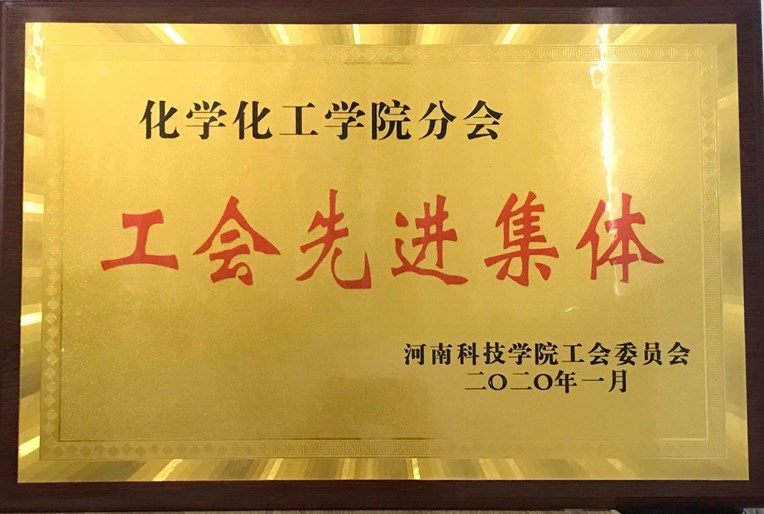 化学化工学院分会
工会先进集体
河南科技学院工会委员会
二〇二〇年一月